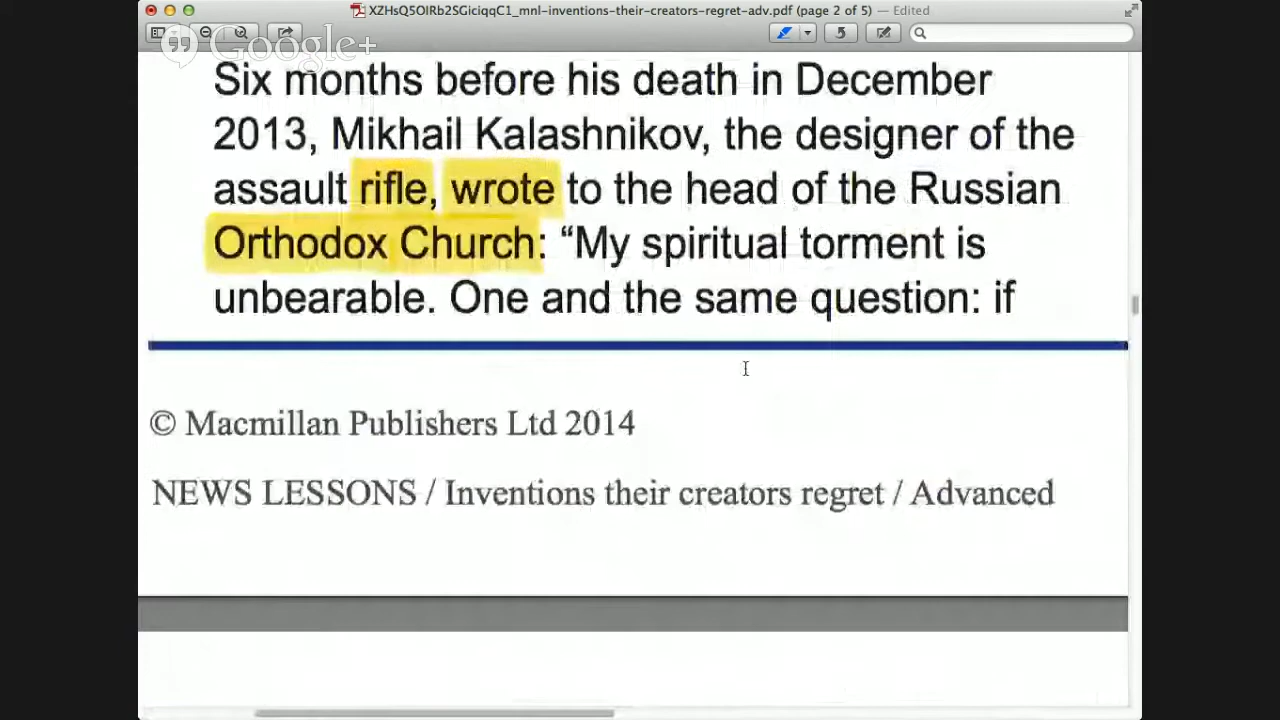 XZHsQ5OIRb2SGiciqqC1_mnl-inventions-their-creators-regret-adv.pdf (page 2 of 5) — Edited
Google+
Six months before his death in December
2013, Mikhail Kalashnikov, the designer of the
assault rifle, wrote to the head of the Russian
Orthodox Church: “My spiritual torment is
unbearable. One and the same question: if
© Macmillan Publishers Ltd 2014
NEWS LESSONS / Inventions their creators regret / Advanced